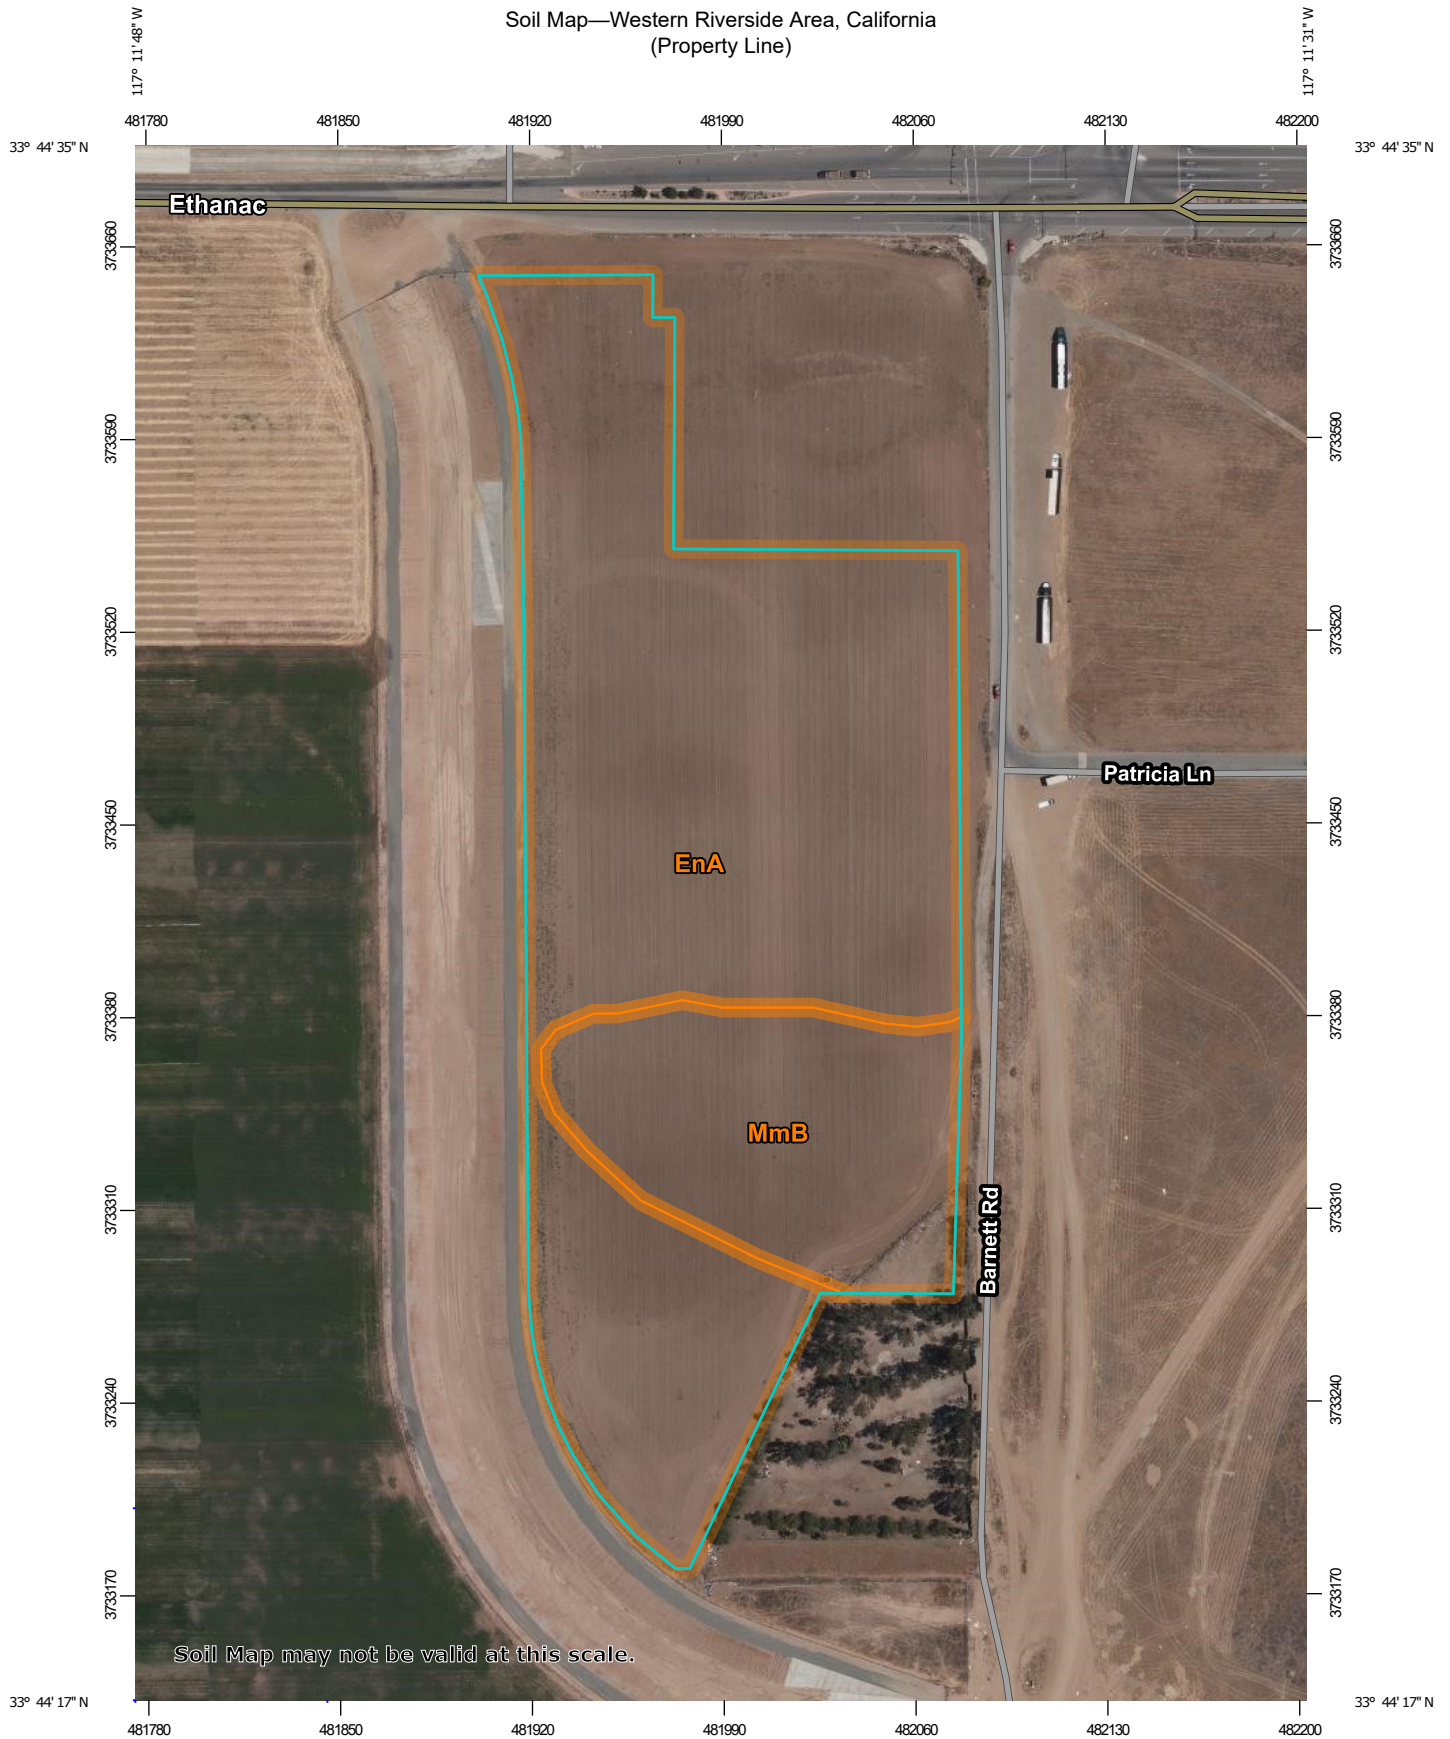 Soil Map—Western Riverside Area, California
(Property Line)
117° 11' 48" W
117° 11' 31" W
481780 481850 481920 481990 482060 482130 482200
33° 44' 35" N
33° 44' 35" N
Ethanac
3733660
3733660
3733590
3733590
3733520
3733520
Patricia Ln
3733450
3733450
EnA
3733380
3733380
MmB
3733310
3733310
Barnett Rd
3733240
3733240
3733170
3733170
Soil Map may not be valid at this scale.
33° 44' 17" N
33° 44' 17" N
481780 481850 481920 481990 482060 482130 482200